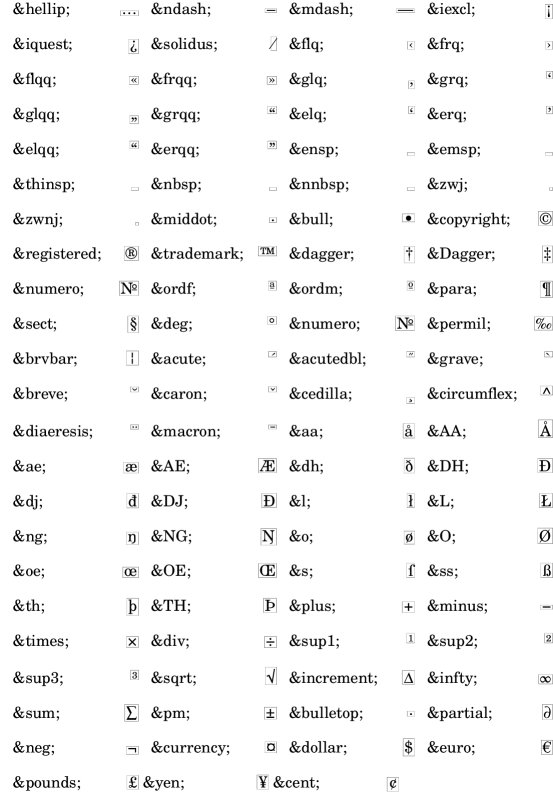 &hellip; … &ndash; – &mdash; — &iexcl; ¡
&iquest; ¿ &solidus; ⁄ &flq; ‹ &frq; ›
&flqq; « &frqq; » &glq; ‚ &grq; ‘
&glqq; „ &grqq; “ &elq; ‘ &erq; ’
&elqq; “ &erqq; ” &ensp; &emsp;
&thinsp; &nbsp; &nnbsp; &zwj;
&zwnj; &middot; · &bull; • &copyright; ©
&registered; ® &trademark; ™ &dagger; † &Dagger; ‡
&numero; № &ordf; ª &ordm; º &para; ¶
&sect; § &deg; ° &numero; № &permil; ‰
&brvbar; ¦ &acute; ´ &acutedbl; ˝ &grave; `
&breve; ˘ &caron; ˇ &cedilla; ¸ &circumflex; ^
&diaeresis; ¨ &macron; ¯ &aa; å &AA; Å
&ae; æ &AE; Æ &dh; ð &DH; Ð
&dj; đ &DJ; Đ &l; ł &L; Ł
&ng; ŋ &NG; Ŋ &o; ø &O; Ø
&oe; œ &OE; Œ &s; ſ &ss; ß
&th; þ &TH; Þ &plus; + &minus; −
&times; × &div; ÷ &sup1; ¹ &sup2; ²
&sup3; ³ &sqrt; √ &increment; ∆ &infty; ∞
&sum; ∑ &pm; ± &bulletop; ∙ &partial; ∂
&neg; ¬ &currency; ¤ &dollar; $ &euro; €
&pounds; £ &yen; ¥ &cent; ¢